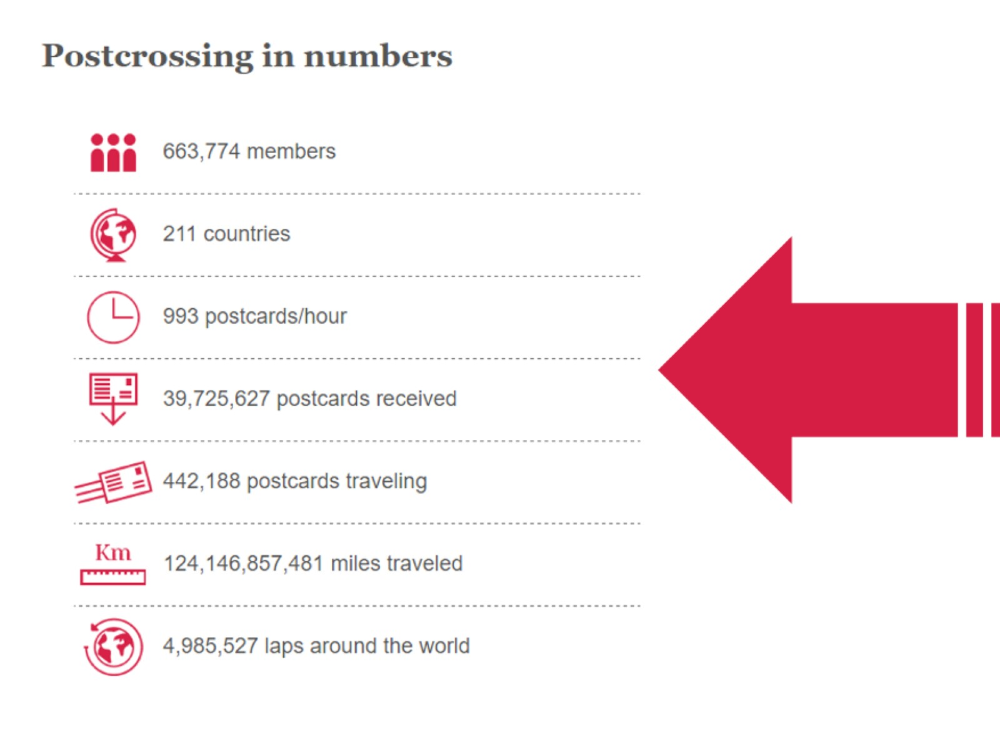 Postcrossing in numbers
663,774 members
211 countries
993 postcards/hour
39,725,627 postcards received
442,188 postcards traveling
Km
124,146,857,481 miles traveled
4,985,527 laps around the world